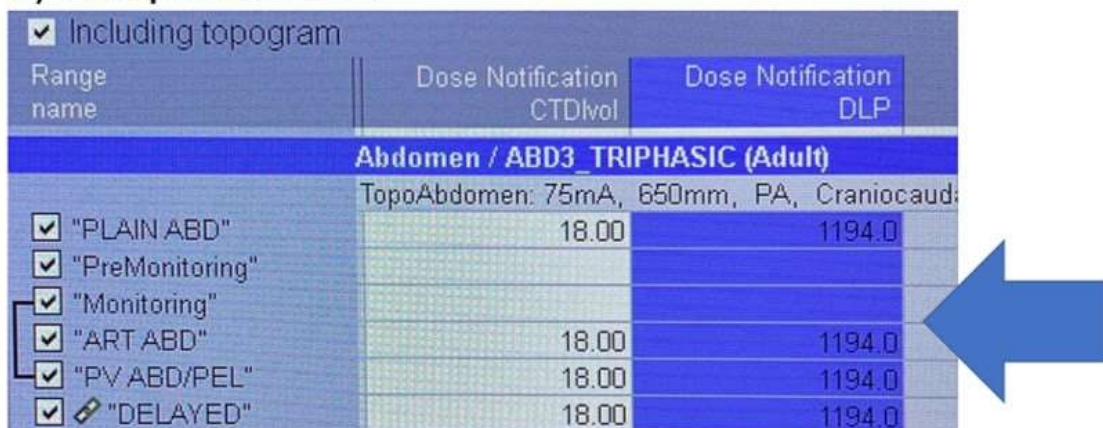 Including topogram
Range name Dose Notification CTDIvol Dose Notification DLP
Abdomen / ABD3_TRIPHASIC (Adult)
TopoAbdomen: 75mA, 650mm, PA,
"PLAIN ABD" 18.00 1194.0
"PreMonitoring"
"Monitoring"
"ART ABD" 18.00 1194.0
"PV ABD/PEL" 18.00 1194.0
"DELAYED" 18.00 1194.0